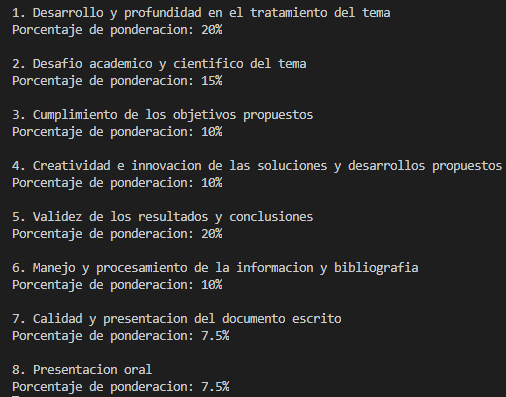 1. Desarrollo y profundidad en el tratamiento del tema
Porcentaje de ponderacion: 20%
2. Desafio academico y cientifico del tema
Porcentaje de ponderacion: 15%
3. Cumplimiento de los objetivos propuestos
Porcentaje de ponderacion: 10%
4. Creatividad e innovacion de las soluciones y desarrollos propuestos
Porcentaje de ponderacion: 10%
5. Validez de los resultados y conclusiones
Porcentaje de ponderacion: 20%
6. Manejo y procesamiento de la informacion y bibliografia
Porcentaje de ponderacion: 10%
7. Calidad y presentacion del documento escrito
Porcentaje de ponderacion: 7.5%
8. Presentacion oral
Porcentaje de ponderacion: 7.5%